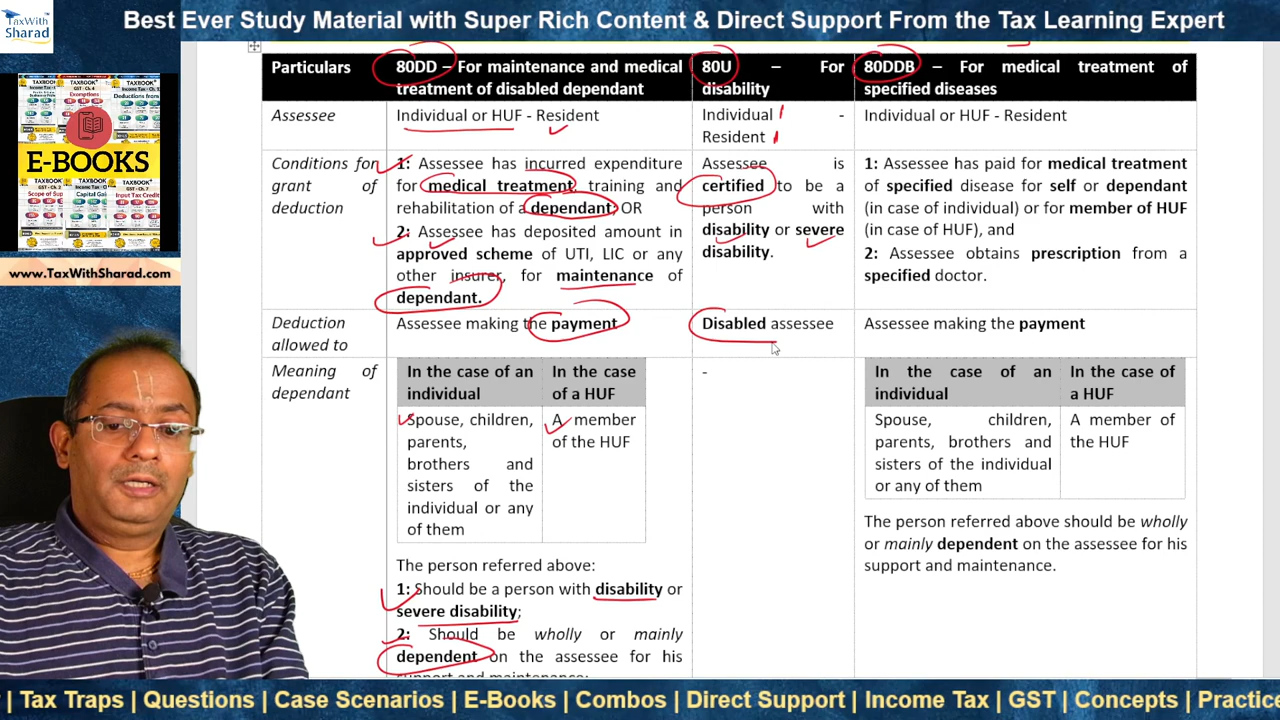 TaxWith
Sharad
Best Ever Study Material with Super Rich Content & Direct Support From the Tax Learning Expert
E-BOOKS
www.TaxWithSharad.com
Particulars
80DD – For maintenance and medical
treatment of disabled dependant
80U – For
disability
80DDB – For medical treatment of
specified diseases
Assessee
Individual or HUF - Resident
Individual -
Resident
Individual or HUF - Resident
Conditions for
grant of
deduction
1: Assessee has incurred expenditure
for medical treatment, training and
rehabilitation of a dependant OR
2: Assessee has deposited amount in
approved scheme of UTI, LIC or any
other insurer, for maintenance of
dependant.
Assessee is
certified to be a
person with
disability or severe
disability.
1: Assessee has paid for medical treatment
of specified disease for self or dependant
(in case of individual) or for member of HUF
(in case of HUF), and
2: Assessee obtains prescription from a
specified doctor.
Deduction
allowed to
Assessee making the payment
Disabled assessee
Assessee making the payment
Meaning of
dependant
In the case of an
individual
In the case
of a HUF
Spouse, children,
parents,
brothers and
sisters of the
individual or any
of them
A member
of the HUF
The person referred above:
1: Should be a person with disability or
severe disability;
2: Should be wholly or mainly
dependent on the assessee for his
support and maintenance;
-
In the case of an
individual
In the case of
a HUF
Spouse, children,
parents, brothers and
sisters of the individual
or any of them
A member of
the HUF
The person referred above should be wholly
or mainly dependent on the assessee for his
support and maintenance.
| Tax Traps | Questions | Case Scenarios | E-Books | Combos | Direct Support | Income Tax | GST | Concepts | Practic